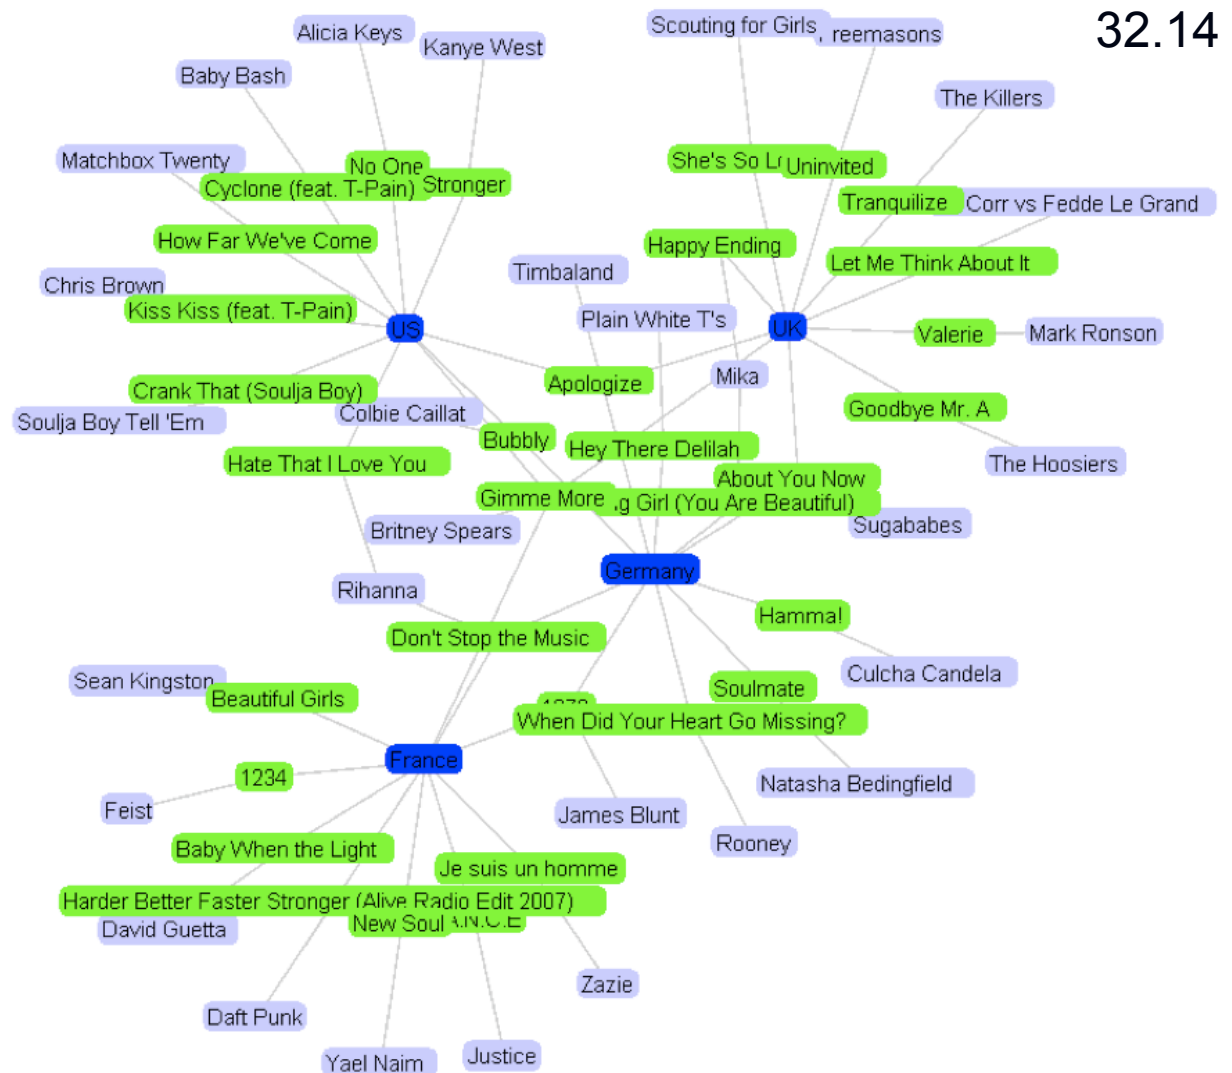 32.14
Scouting for Girls
reemasons
Alicia Keys
Kanye West
Baby Bash
The Killers
Matchbox Twenty
No One
She's So
Uninvited
Cyclone (feat. T-Pain)
Stronger
Tranquilize
Corr vs Fedde Le Grand
How Far We've Come
Happy Ending
Let Me Think About It
Timbaland
Chris Brown
Kiss Kiss (feat. T-Pain)
Plain White T's
US
UK
Valerie
Mark Ronson
Mika
Apologize
Crank That (Soulja Boy)
Goodbye Mr. A
Colbie Caillat
Soulja Boy Tell 'Em
Bubbly
Hey There Delilah
Hate That I Love You
The Hoosiers
About You Now
Gimme More
g Girl (You Are Beautiful)
Britney Spears
Sugababes
Germany
Rihanna
Hamma!
Don't Stop the Music
Culcha Candela
Sean Kingston
Beautiful Girls
Soulmate
When Did Your Heart Go Missing?
France
1234
Natasha Bedingfield
Feist
James Blunt
Rooney
Baby When the Light
Je suis un homme
Harder Better Faster Stronger (Alive Radio Edit 2007)
New Soul
.N.C.E
David Guetta
Zazie
Daft Punk
Yael Naim
Justice